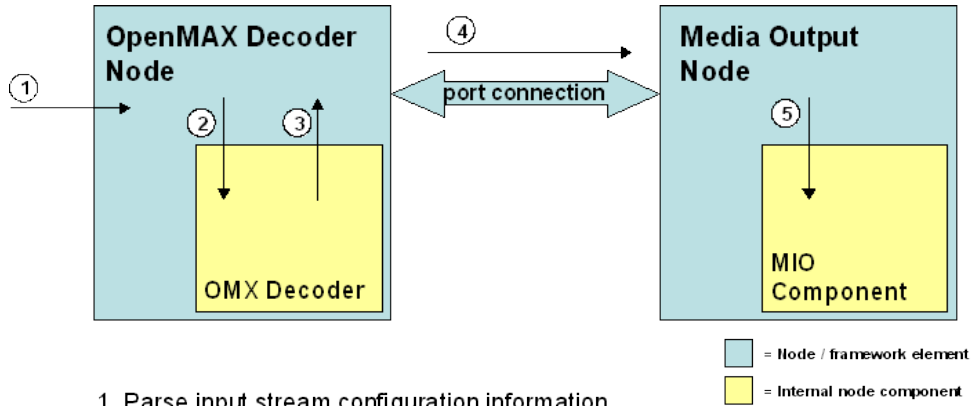 OpenMAX Decoder
Node
4
Media Output
Node
1
port connection
2
3
5
OMX Decoder
MIO
Component
= Node / framework element
= Internal node component
1. Parse input stream configuration information